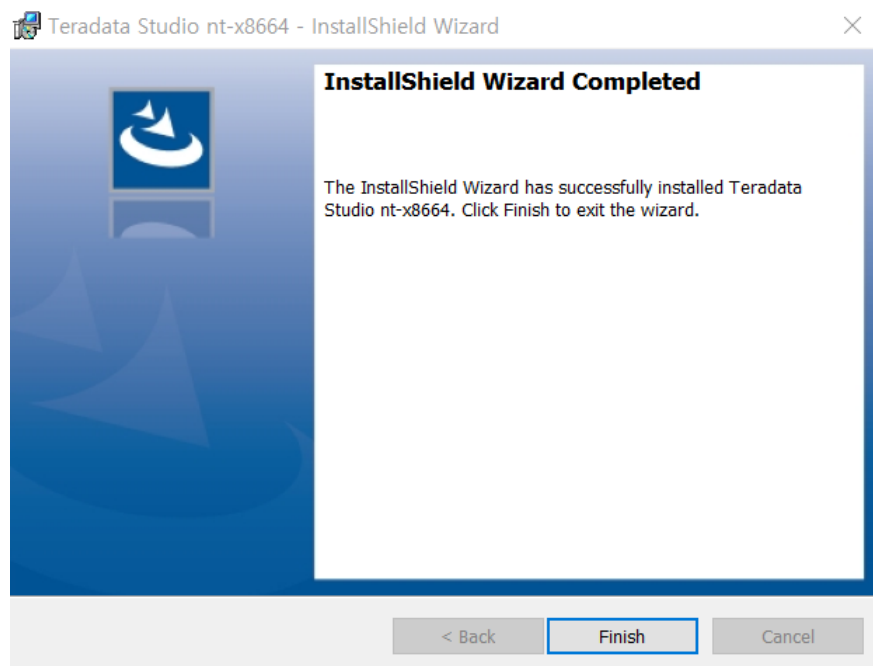 Teradata Studio nt-x8664 - InstallShield Wizard
InstallShield Wizard Completed
The InstallShield Wizard has successfully installed Teradata
Studio nt-x8664. Click Finish to exit the wizard.
< Back
Finish
Cancel